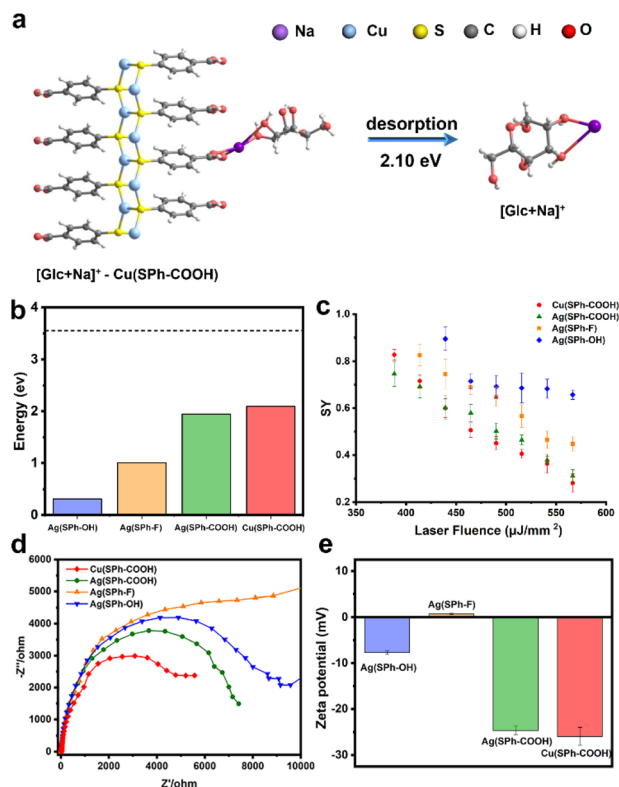 a
Na Cu S C H O
desorption
2.10 eV
[Glc+Na]⁺
[Glc+Na]⁺ - Cu(SPh-COOH)
b
Energy (ev)
4
3
2
1
0
Ag(SPh-OH) Ag(SPh-F) Ag(SPh-COOH) Cu(SPh-COOH)
c
Cu(SPh-COOH)
Ag(SPh-COOH)
Ag(SPh-F)
Ag(SPh-OH)
SY
1.0
0.8
0.6
0.4
0.2
350 400 450 500 550 600
Laser Fluence (μJ/mm²)
d
Cu(SPh-COOH)
Ag(SPh-COOH)
Ag(SPh-F)
Ag(SPh-OH)
-Z''/ohm
6000
5000
4000
3000
2000
1000
0
0 2000 4000 6000 8000 10000
Z'/ohm
e
Zeta potential (mV)
10
0
-10
-20
-30
Ag(SPh-F)
Ag(SPh-OH)
Ag(SPh-COOH)
Cu(SPh-COOH)